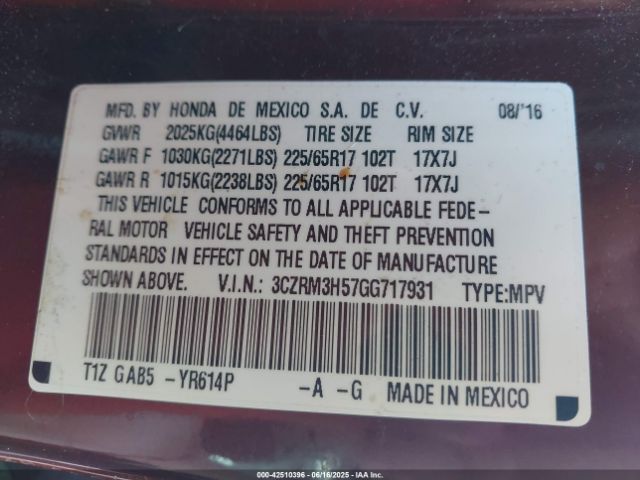 MFD. BY HONDA DE MEXICO S.A. DE C.V. 08/'16
GVWR 2025KG(4464LBS) TIRE SIZE RIM SIZE
GAWR F 1030KG(2271LBS) 225/65R17 102T 17X7J
GAWR R 1015KG(2238LBS) 225/65R17 102T 17X7J
THIS VEHICLE CONFORMS TO ALL APPLICABLE FEDE-
RAL MOTOR VEHICLE SAFETY AND THEFT PREVENTION
STANDARDS IN EFFECT ON THE DATE OF MANUFACTURE
SHOWN ABOVE. V.I.N.: 3CZRM3H57GG717931 TYPE:MPV
T1Z GAB5 -YR614P -A -G MADE IN MEXICO
000-42510396 - 06/16/2025 - IAA Inc.